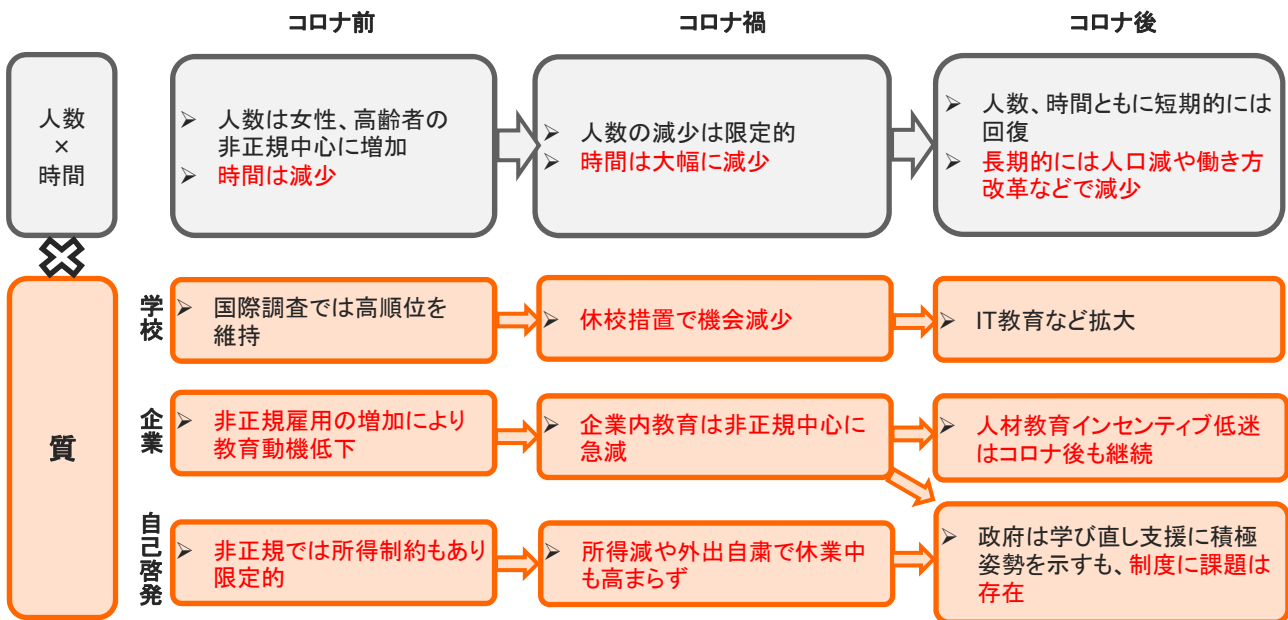 コロナ前
コロナ禍
コロナ後
人数
×
時間
➢ 人数は女性、高齢者の
非正規中心に増加
➢ 時間は減少
➢ 人数の減少は限定的
➢ 時間は大幅に減少
➢ 人数、時間ともに短期的には
回復
➢ 長期的には人口減や働き方
改革などで減少
質
学校
➢ 国際調査では高順位を
維持
➢ 休校措置で機会減少
➢ IT教育など拡大
企業
➢ 非正規雇用の増加により
教育動機低下
➢ 企業内教育は非正規中心に
急減
➢ 人材教育インセンティブ低迷
はコロナ後も継続
自己啓発
➢ 非正規では所得制約もあり
限定的
➢ 所得減や外出自粛で休業中
も高まらず
➢ 政府は学び直し支援に積極
姿勢を示すも、制度に課題は
存在